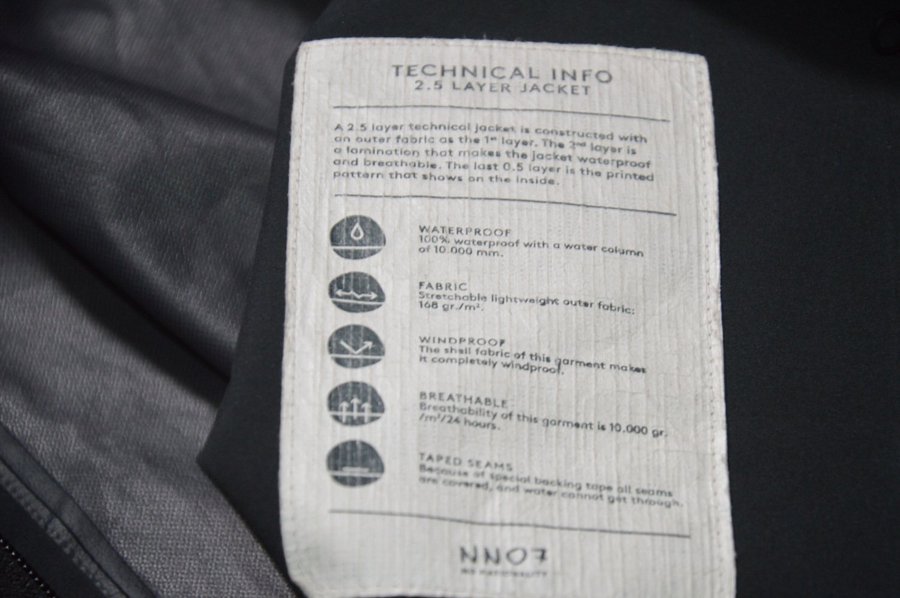 TECHNICAL INFO
2.5 LAYER JACKET
A 2.5 layer technical jacket is constructed with
an outer fabric as the 1st layer. The 2nd layer is
a lamination that makes the jacket waterproof
and breathable. The last 0.5 layer is the printed
pattern that shows on the inside.
WATERPROOF
100% waterproof with a water column
of 10.000 mm.
FABRIC
Stretchable lightweight outer fabric;
168 gr./m².
WINDPROOF
The shell fabric of this garment makes
it completely windproof.
BREATHABLE
Breathability of this garment is 10.000 gr.
/m²/24 hours.
TAPED SEAMS
Because of special backing tape all seams
are covered, and water cannot get through.
NN07
NO NATIONALITY